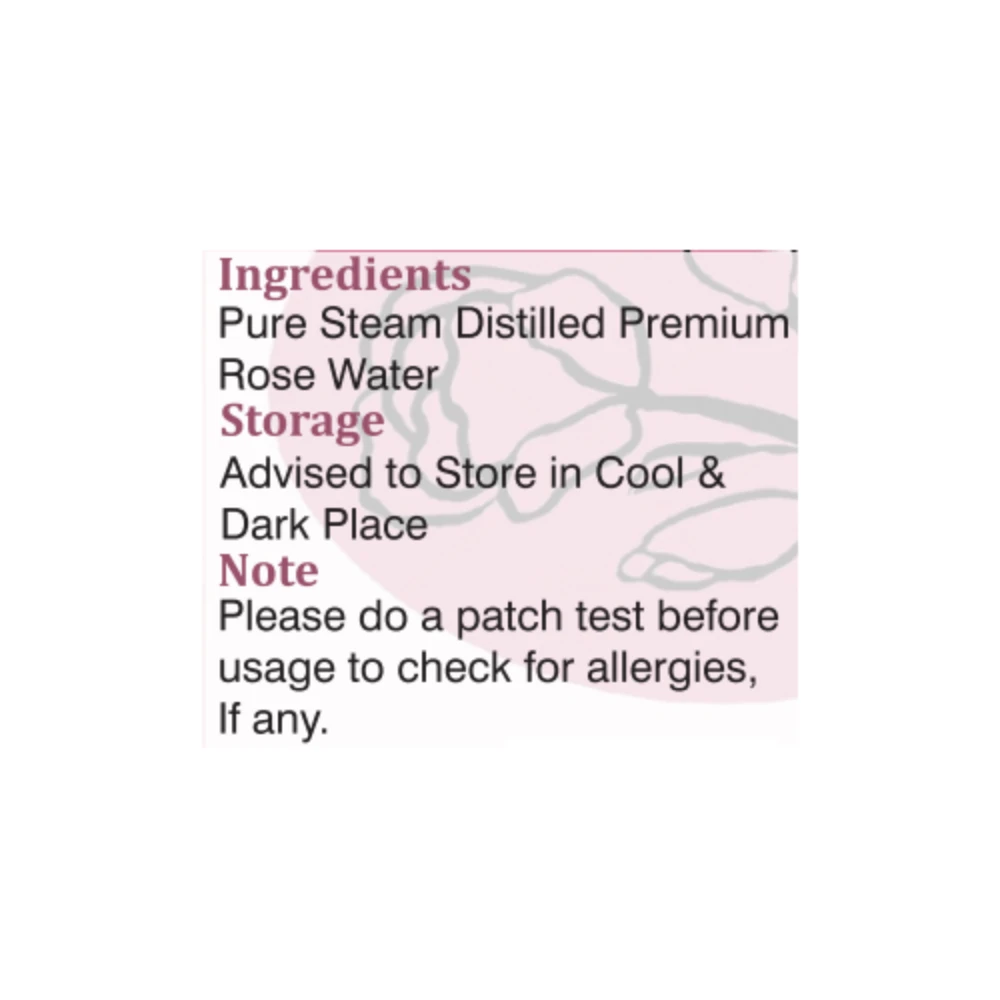 Ingredients
Pure Steam Distilled Premium
Rose Water
Storage
Advised to Store in Cool &
Dark Place
Note
Please do a patch test before
usage to check for allergies,
If any.